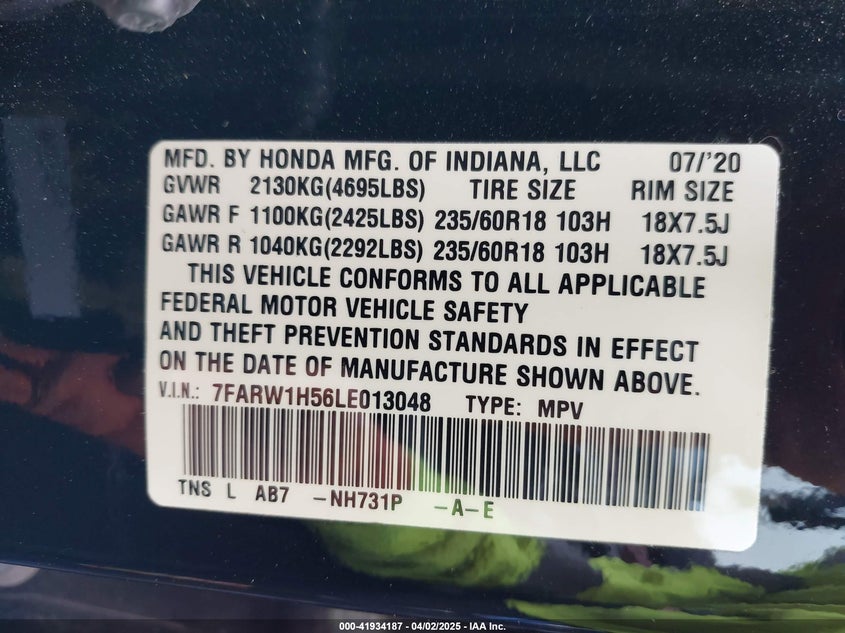 MFD. BY HONDA MFG. OF INDIANA, LLC 07/'20
GVWR 2130KG(4695LBS) TIRE SIZE RIM SIZE
GAWR F 1100KG(2425LBS) 235/60R18 103H 18X7.5J
GAWR R 1040KG(2292LBS) 235/60R18 103H 18X7.5J
THIS VEHICLE CONFORMS TO ALL APPLICABLE
FEDERAL MOTOR VEHICLE SAFETY
AND THEFT PREVENTION STANDARDS IN EFFECT
ON THE DATE OF MANUFACTURE SHOWN ABOVE.
V.I.N.: 7FARW1H56LE013048 TYPE: MPV
TNS L AB7 -NH731P -A-E
000-41934187 - 04/02/2025 - IAA Inc.